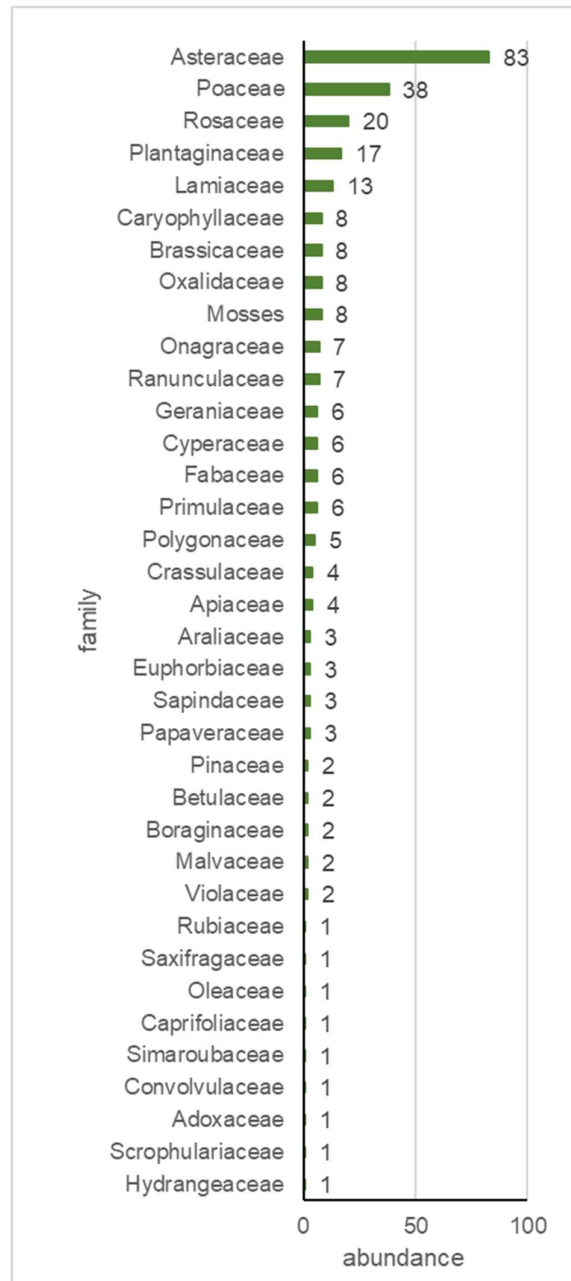 Asteraceae 83
Poaceae 38
Rosaceae 20
Plantaginaceae 17
Lamiaceae 13
Caryophyllaceae 8
Brassicaceae 8
Oxalidaceae 8
Mosses 8
Onagraceae 7
Ranunculaceae 7
Geraniaceae 6
Cyperaceae 6
Fabaceae 6
Primulaceae 6
Polygonaceae 5
Crassulaceae 4
Apiaceae 4
family
Araliaceae 3
Euphorbiaceae 3
Sapindaceae 3
Papaveraceae 3
Pinaceae 2
Betulaceae 2
Boraginaceae 2
Malvaceae 2
Violaceae 2
Rubiaceae 1
Saxifragaceae 1
Oleaceae 1
Caprifoliaceae 1
Simaroubaceae 1
Convolvulaceae 1
Adoxaceae 1
Scrophulariaceae 1
Hydrangeaceae 1
0 50 100
abundance